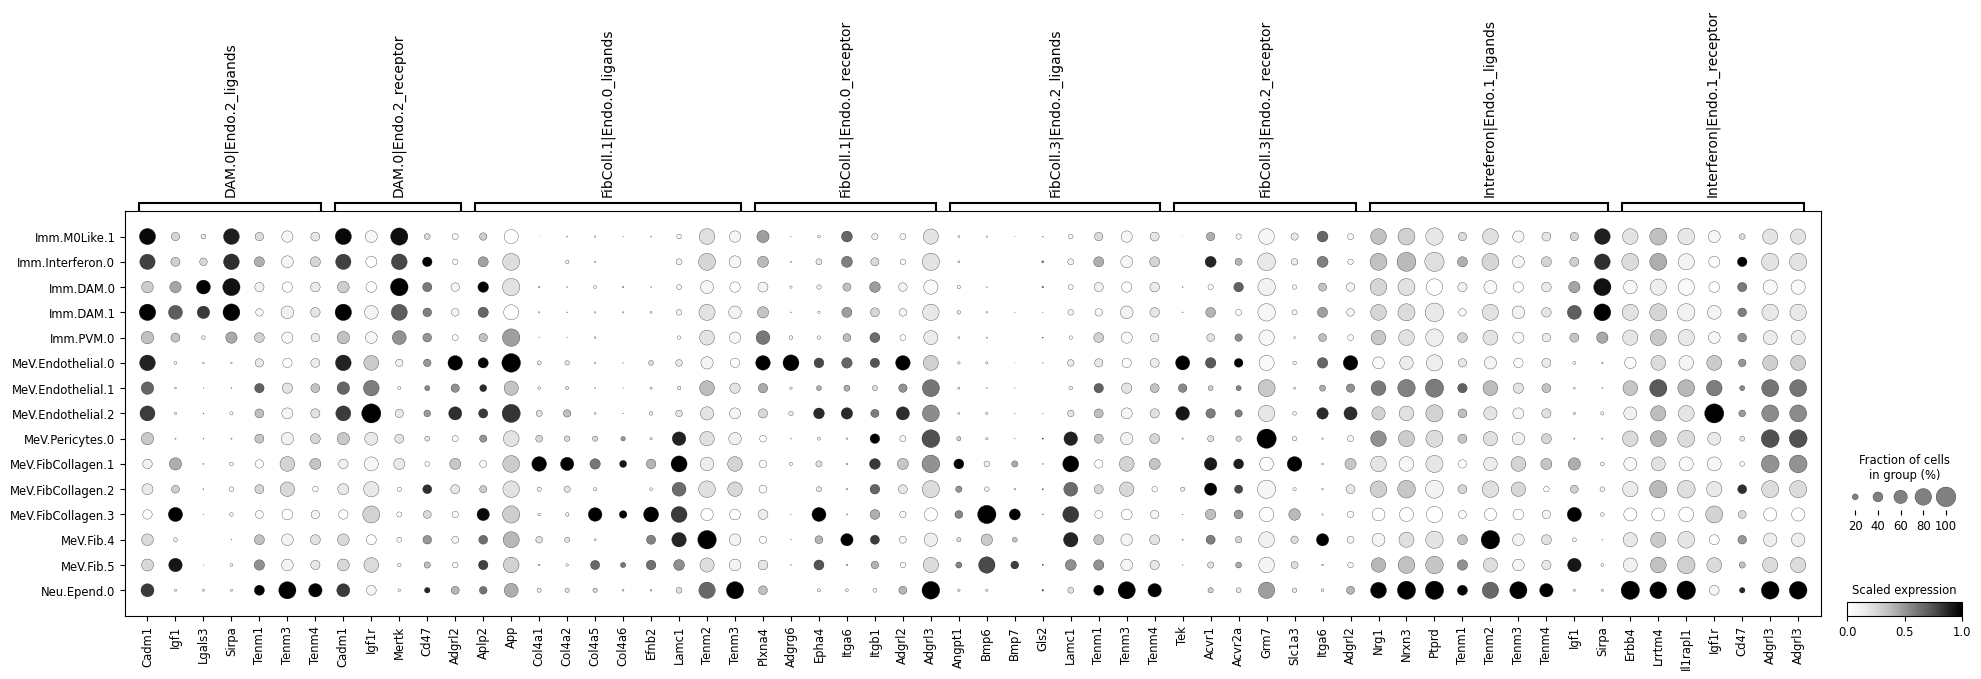 DAM.0|Endo.2_ligands
DAM.0|Endo.2_receptor
FibColl.1|Endo.0_ligands
FibColl.1|Endo.0_receptor
FibColl.3|Endo.2_ligands
FibColl.3|Endo.2_receptor
Intreferon|Endo.1_ligands
Interferon|Endo.1_receptor
Imm.M0Like.1
Imm.Interferon.0
Imm.DAM.0
Imm.DAM.1
Imm.PVM.0
MeV.Endothelial.0
MeV.Endothelial.1
MeV.Endothelial.2
MeV.Pericytes.0
MeV.FibCollagen.1
MeV.FibCollagen.2
MeV.FibCollagen.3
MeV.Fib.4
MeV.Fib.5
Neu.Epend.0
Cadm1
Igf1
Lgals3
Sirpa
Tenm1
Tenm3
Tenm4
Cadm1
Igf1r
Mertk
Cd47
Adgrl2
Aplp2
App
Col4a1
Col4a2
Col4a5
Col4a6
Efnb2
Lamc1
Tenm2
Tenm3
Plxna4
Adgrg6
Epha4
Itga6
Itgb1
Adgrl2
Adgrl3
Angpt1
Bmp6
Bmp7
Gls2
Lamc1
Tenm1
Tenm3
Tenm4
Tek
Acvr1
Acvr2a
Grm7
Slc1a3
Itga6
Adgrl2
Nrg1
Nrxn3
Ptprd
Tenm1
Tenm2
Tenm3
Tenm4
Igf1
Sirpa
Erbb4
Lrrtm4
Il1rapl1
Igf1r
Cd47
Adgrl3
Adgrl3
Fraction of cells
in group (%)
20 40 60 80 100
Scaled expression
0.0 0.5 1.0